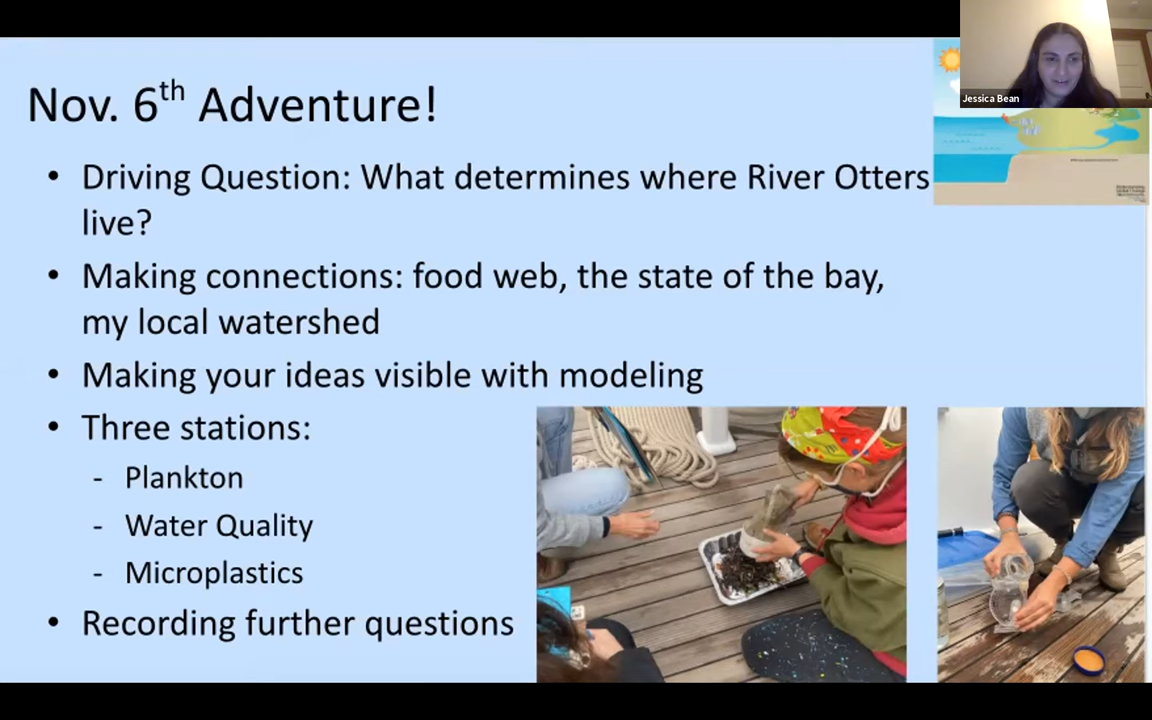 Jessica Bean
Nov. 6th Adventure!
• Driving Question: What determines where River Otters
live?
• Making connections: food web, the state of the bay,
my local watershed
• Making your ideas visible with modeling
• Three stations:
- Plankton
- Water Quality
- Microplastics
• Recording further questions